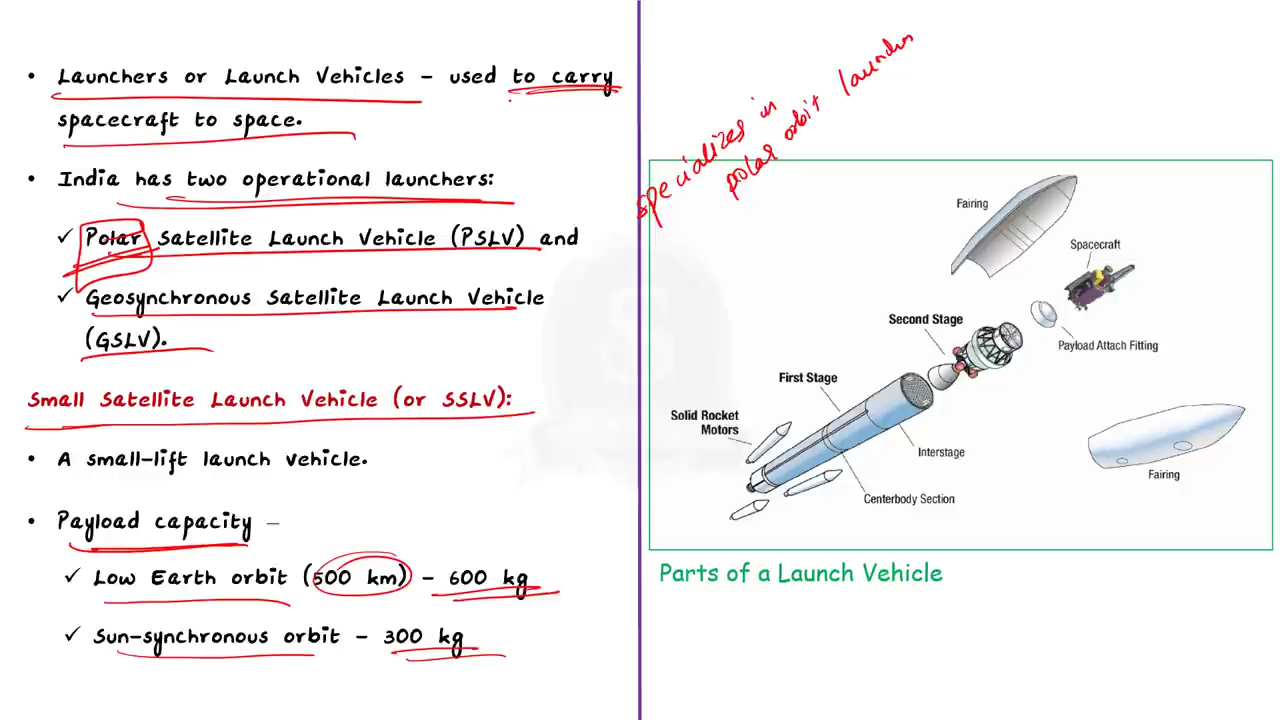 • Launchers or Launch Vehicles – used to carry
spacecraft to space.
• India has two operational launchers:
✓ Polar Satellite Launch Vehicle (PSLV) and
✓ Geosynchronous Satellite Launch Vehicle
(GSLV).
Small Satellite Launch Vehicle (or SSLV):
• A small-lift launch vehicle.
• Payload capacity –
✓ Low Earth orbit (500 km) – 600 kg
✓ Sun-synchronous orbit – 300 kg
specializes in
polar orbit launches
Fairing
Spacecraft
Second Stage
Payload Attach Fitting
First Stage
Solid Rocket
Motors
Interstage
Fairing
Centerbody Section
Parts of a Launch Vehicle